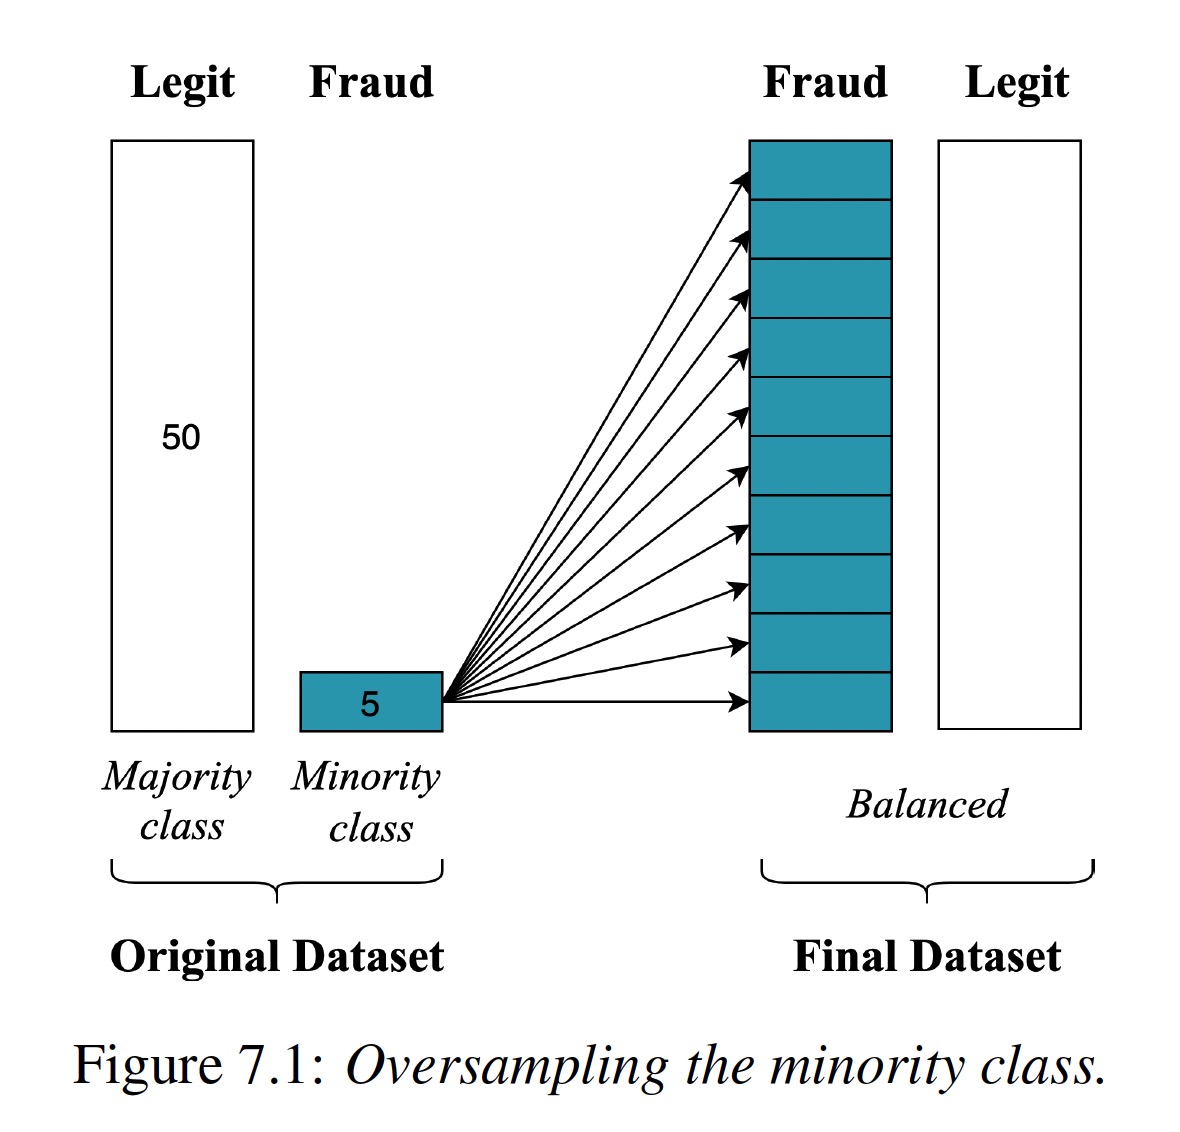 Legit Fraud Fraud Legit
50
5
Majority class
Minority class
Balanced
Original Dataset
Final Dataset
Figure 7.1: Oversampling the minority class.